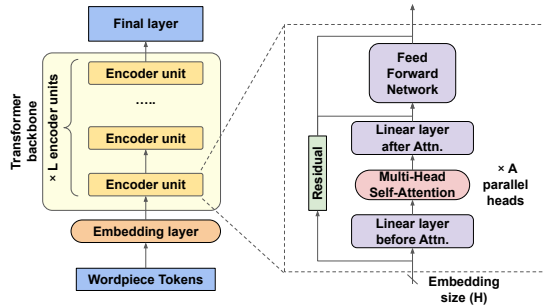 Final layer
Encoder unit
.....
Encoder unit
Encoder unit
Transformer
backbone
× L encoder units
Embedding layer
Wordpiece Tokens
Feed
Forward
Network
Linear layer
after Attn.
Multi-Head
Self-Attention
Linear layer
before Attn.
Residual
× A
parallel
heads
Embedding
size (H)